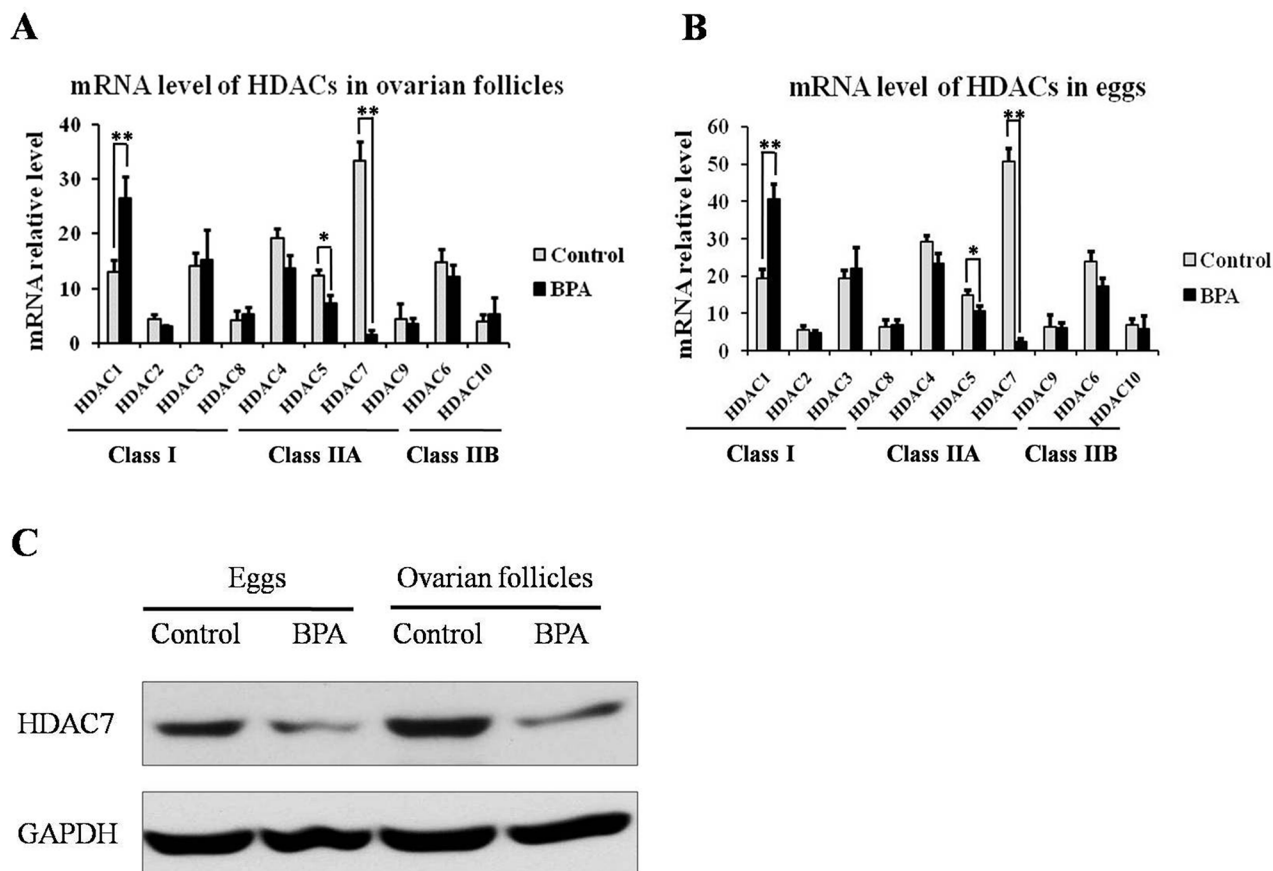 A
mRNA level of HDACs in ovarian follicles
mRNA relative level
40
30
20
10
0
**
*
**
Control
BPA
HDAC1
HDAC2
HDAC3
HDAC8
HDAC4
HDAC5
HDAC7
HDAC9
HDAC6
HDAC10
Class I
Class IIA
Class IIB
B
mRNA level of HDACs in eggs
mRNA relative level
60
50
40
30
20
10
0
**
*
**
Control
BPA
HDAC1
HDAC2
HDAC3
HDAC8
HDAC4
HDAC5
HDAC7
HDAC9
HDAC6
HDAC10
Class I
Class IIA
Class IIB
C
Eggs
Ovarian follicles
Control BPA Control BPA
HDAC7
GAPDH